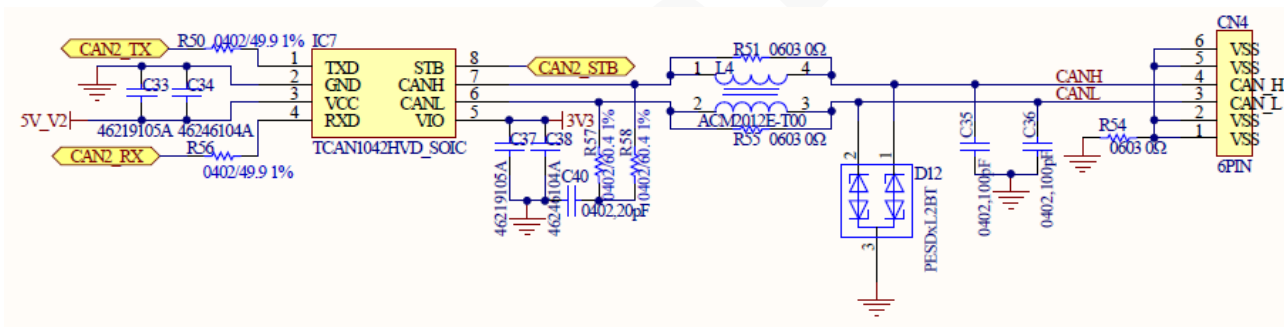 CN4
CAN2_TX
R50 0402/49.9 1%
IC7
R51 0603 0Ω
6
VSS
1
TXD
STB
8
CAN2_STB
1
L4
4
5
VSS
C33
C34
2
GND
CANH
7
CANH
4
CAN_H
3
VCC
CANL
6
2
3
CANL
3
CAN_L
5V_V2
4
RXD
VIO
5
3V3
ACM2012E-T00
2
VSS
46219105A
46246104A
R55 0603 0Ω
R54
1
VSS
CAN2_RX
R56
TCAN1042HVD_SOIC
C37
C38
R57
R58
C35
C36
0603 0Ω
0402/49.9 1%
0402/60.4 1%
0402/60.4 1%
2
1
6PIN
C40
D12
46219105A
46246104A
0402,20pF
0402,100pF
0402,100pF
PESDxL2BT
3